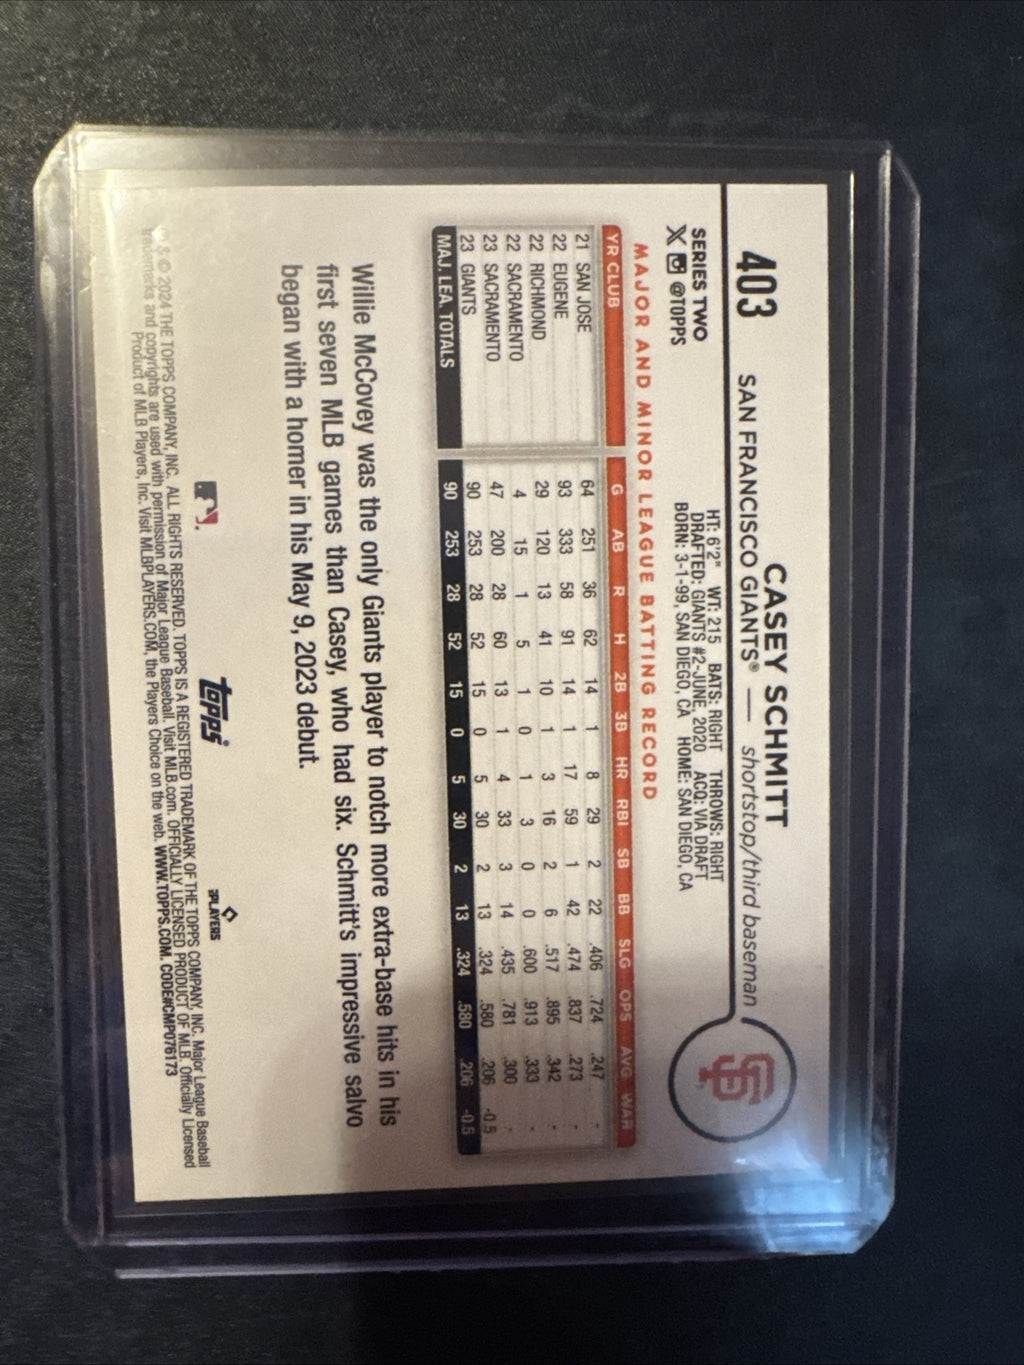 403
CASEY SCHMITT
SAN FRANCISCO GIANTS® — shortstop/third baseman
SERIES TWO
X @TOPPS
HT: 6'2" WT: 215 BATS: RIGHT THROWS: RIGHT
DRAFTED: GIANTS #2-JUNE, 2020 ACQ: VIA DRAFT
BORN: 3-1-99, SAN DIEGO, CA HOME: SAN DIEGO, CA
SF
MAJOR AND MINOR LEAGUE BATTING RECORD
YR CLUB G AB R H 2B 3B HR RBI SB BB SLG OPS AVG WAR
21 SAN JOSE 64 251 36 62 14 1 8 29 2 22 .406 .724 .247 -
22 EUGENE 93 333 58 91 14 1 17 59 1 42 .474 .837 .273 -
22 RICHMOND 29 120 13 41 10 1 3 16 2 6 .517 .895 .342 -
22 SACRAMENTO 4 15 1 5 1 0 1 3 0 0 .600 .913 .333 -
23 SACRAMENTO 47 200 28 60 13 1 4 33 3 14 .435 .781 .300 -
23 GIANTS 90 253 28 52 15 0 5 30 2 13 .324 .580 .206 -0.5
MAJ. LEA. TOTALS 90 253 28 52 15 0 5 30 2 13 .324 .580 .206 -0.5
Willie McCovey was the only Giants player to notch more extra-base hits in his
first seven MLB games than Casey, who had six. Schmitt's impressive salvo
began with a homer in his May 9, 2023 debut.
topps®
PLAYERS
® & © 2024 THE TOPPS COMPANY, INC. ALL RIGHTS RESERVED. TOPPS IS A REGISTERED TRADEMARK OF THE TOPPS COMPANY, INC. Major League Baseball
trademarks and copyrights are used with permission of Major League Baseball. Visit MLB.com. OFFICIALLY LICENSED PRODUCT OF MLB. Officially Licensed
Product of MLB Players, Inc. Visit MLBPLAYERS.COM, the Players Choice on the web. WWW.TOPPS.COM. CODE#CMP076173